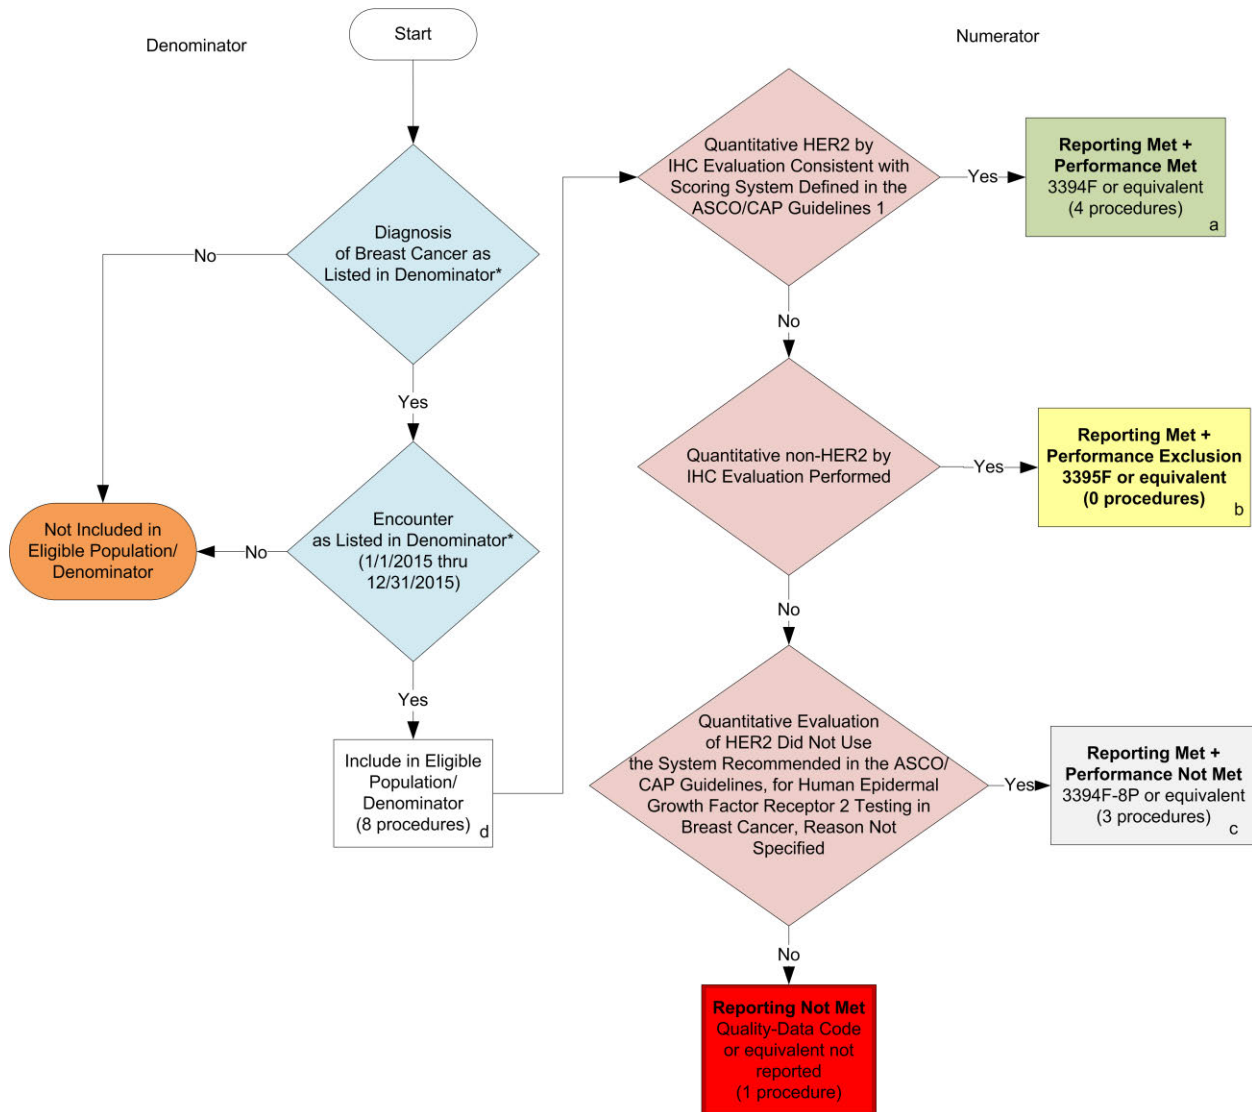 Denominator
Start
Numerator
Diagnosis
of Breast Cancer as
Listed in Denominator*
No
Yes
Encounter
as Listed in Denominator*
(1/1/2015 thru
12/31/2015)
No
Not Included in
Eligible Population/
Denominator
Yes
Include in Eligible
Population/
Denominator
(8 procedures)
d
Quantitative HER2 by
IHC Evaluation Consistent with
Scoring System Defined in the
ASCO/CAP Guidelines 1
Yes
Reporting Met +
Performance Met
3394F or equivalent
(4 procedures)
a
No
Quantitative non-HER2 by
IHC Evaluation Performed
Yes
Reporting Met +
Performance Exclusion
3395F or equivalent
(0 procedures)
b
No
Quantitative Evaluation
of HER2 Did Not Use
the System Recommended in the ASCO/
CAP Guidelines, for Human Epidermal
Growth Factor Receptor 2 Testing in
Breast Cancer, Reason Not
Specified
Yes
Reporting Met +
Performance Not Met
3394F-8P or equivalent
(3 procedures)
c
No
Reporting Not Met
Quality-Data Code
or equivalent not
reported
(1 procedure)